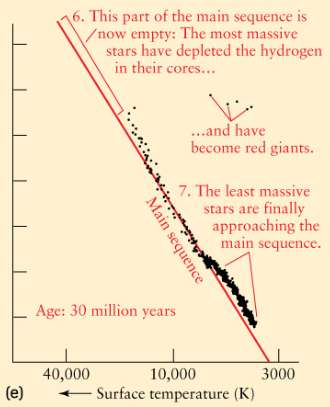 6. This part of the main sequence is
now empty: The most massive
stars have depleted the hydrogen
in their cores…
…and have
become red giants.
7. The least massive
stars are finally
approaching the
main sequence.
Main sequence
Age: 30 million years
40,000 10,000 3000
(e) ← Surface temperature (K)